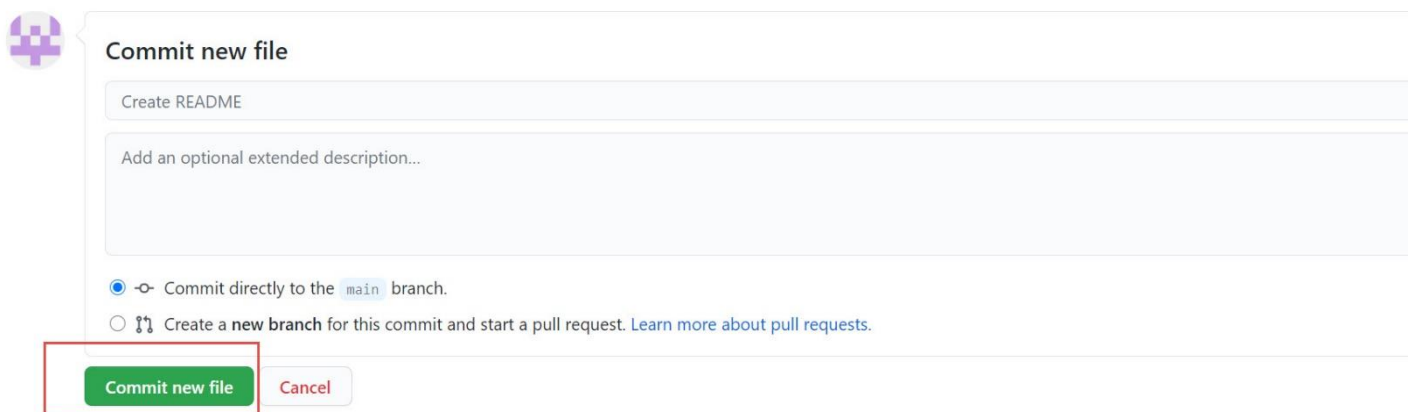 Commit new file
Create README
Add an optional extended description...
Commit directly to the main branch.
Create a new branch for this commit and start a pull request. Learn more about pull requests.
Commit new file Cancel